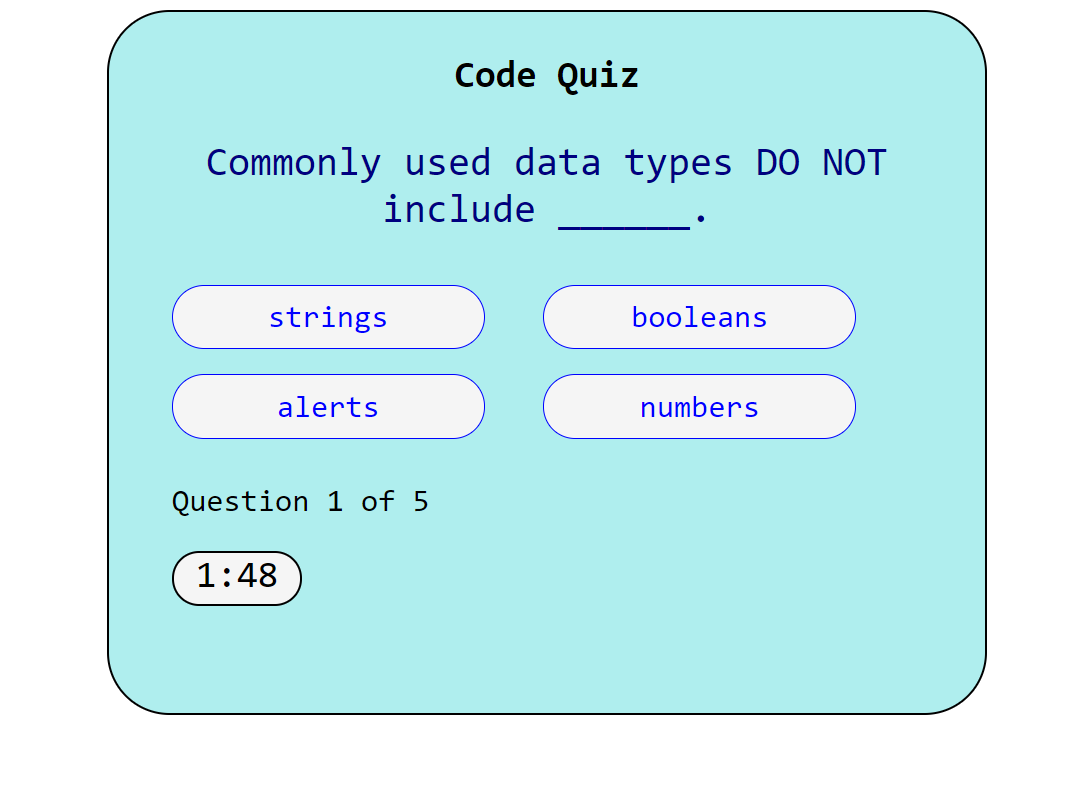 Code Quiz
Commonly used data types DO NOT
include ______.
strings
booleans
alerts
numbers
Question 1 of 5
1:48